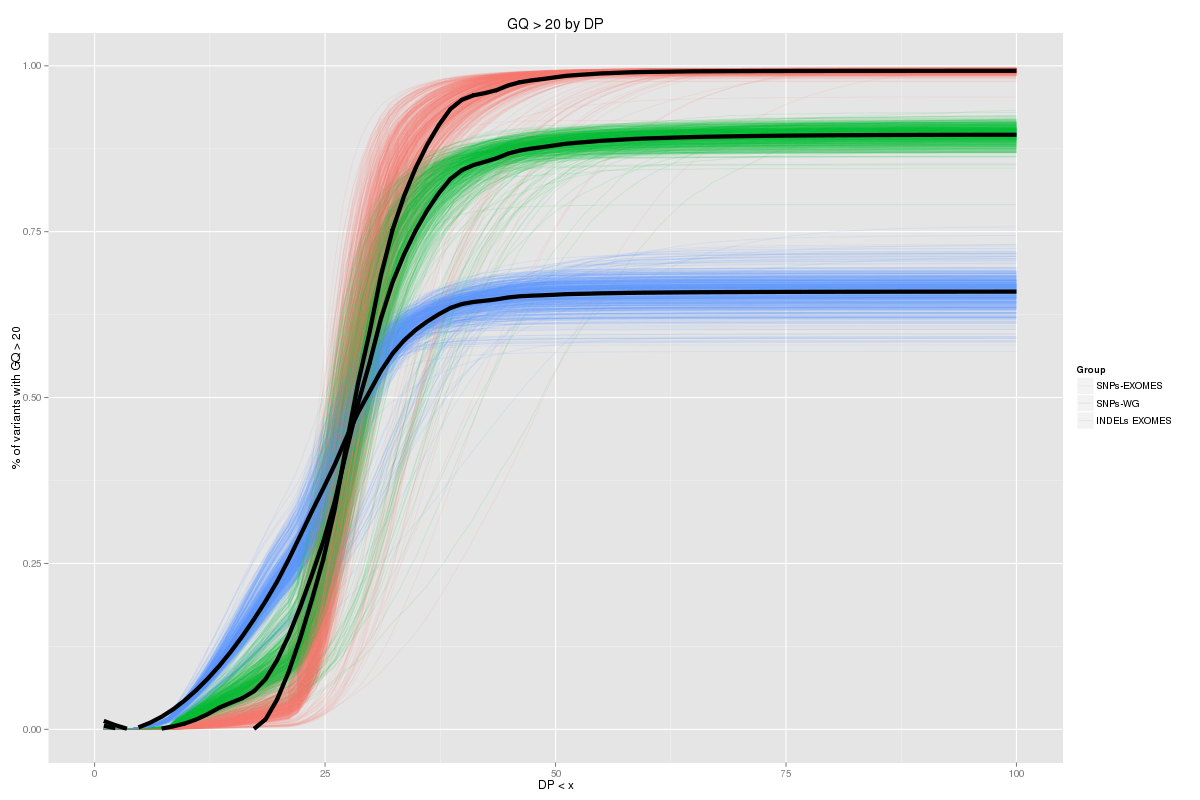 GQ > 20 by DP
% of variants with GQ > 20
1.00
0.75
0.50
0.25
0.00
0
25
50
75
100
DP < x
Group
SNPs-EXOMES
SNPs-WG
INDELs EXOMES